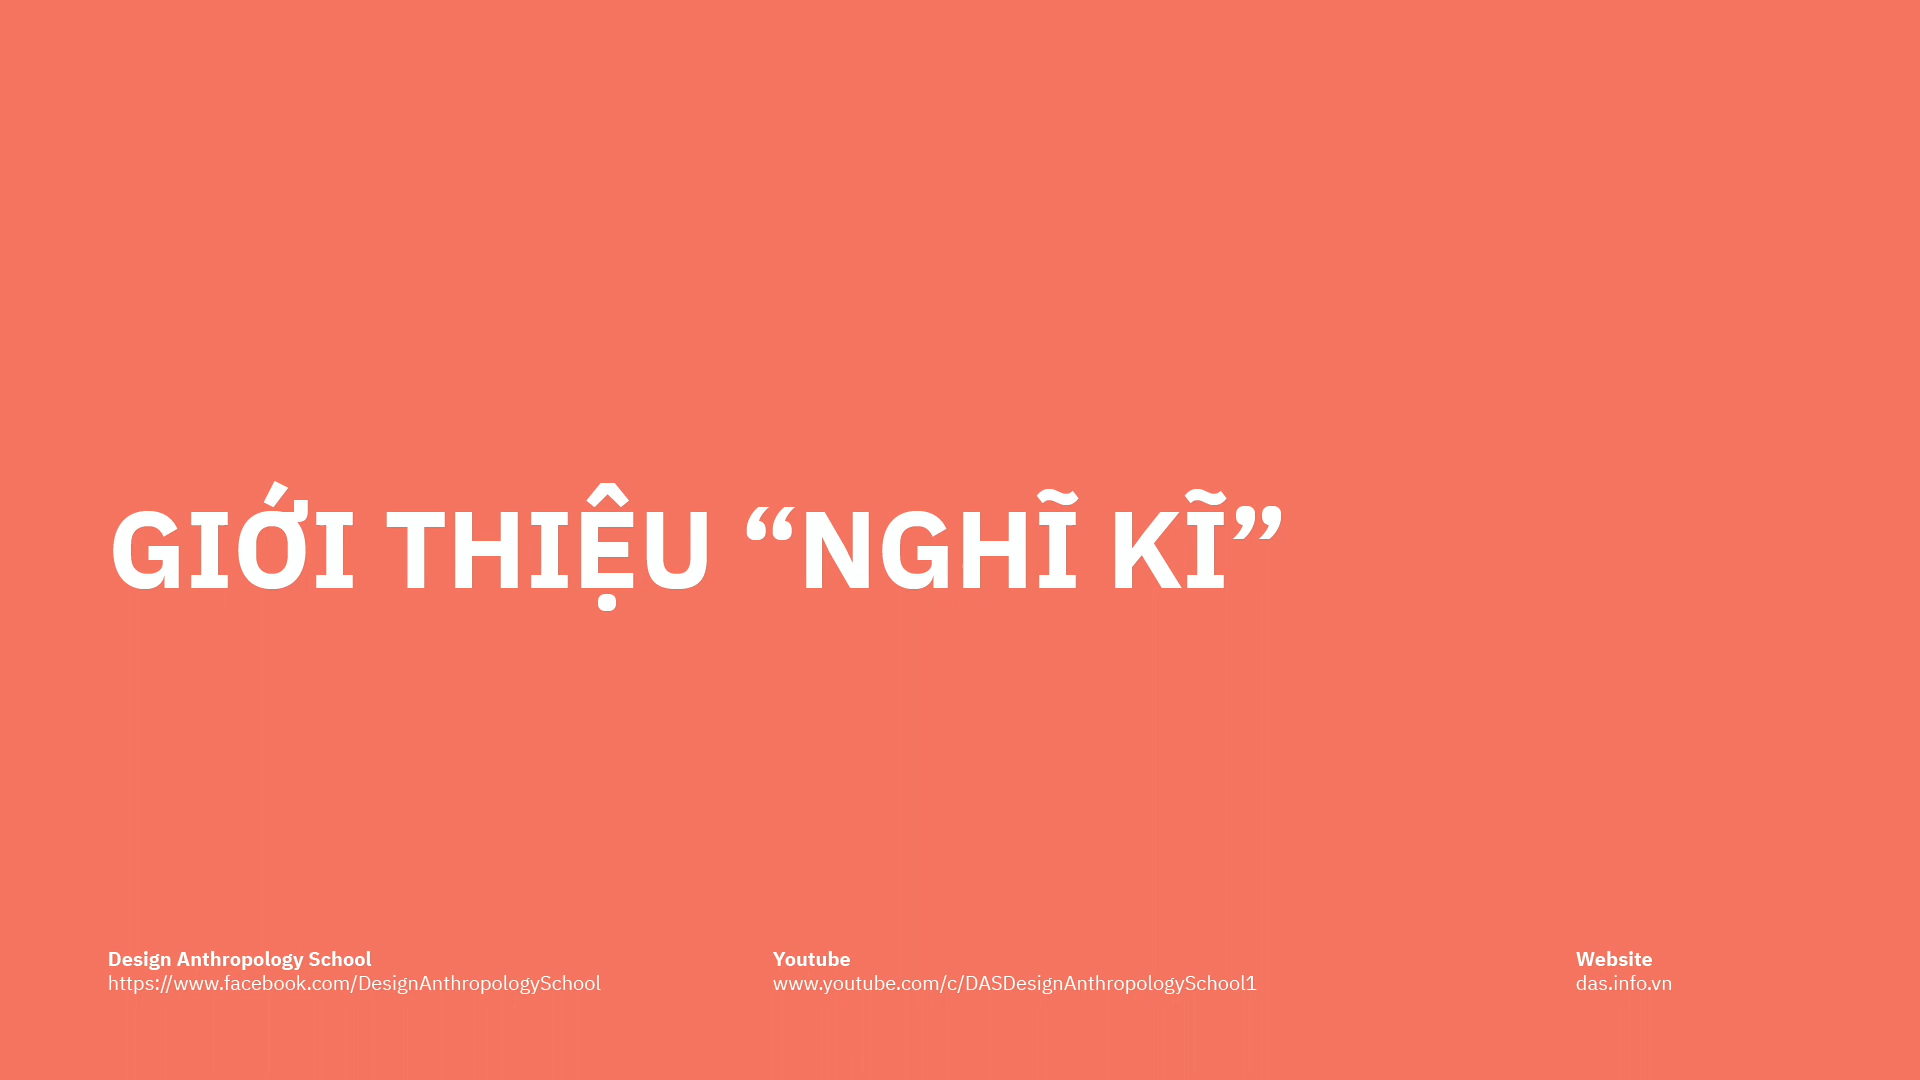 GIỚI THIỆU “NGHĨ KĨ”
Design Anthropology School
https://www.facebook.com/DesignAnthropologySchool
Youtube
www.youtube.com/c/DASDesignAnthropologySchool1
Website
das.info.vn